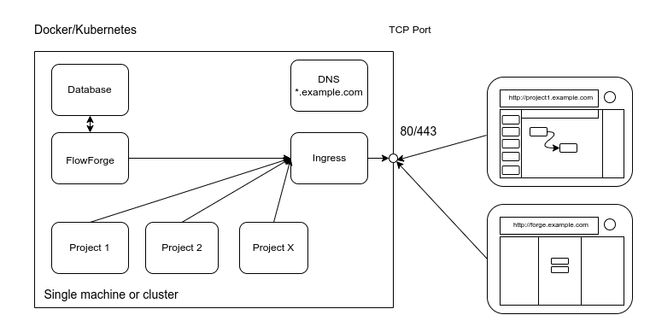 Docker/Kubernetes
TCP Port
Database
DNS
*.example.com
http://project1.example.com
80/443
FlowForge
Ingress
http://forge.example.com
Project 1
Project 2
Project X
Single machine or cluster